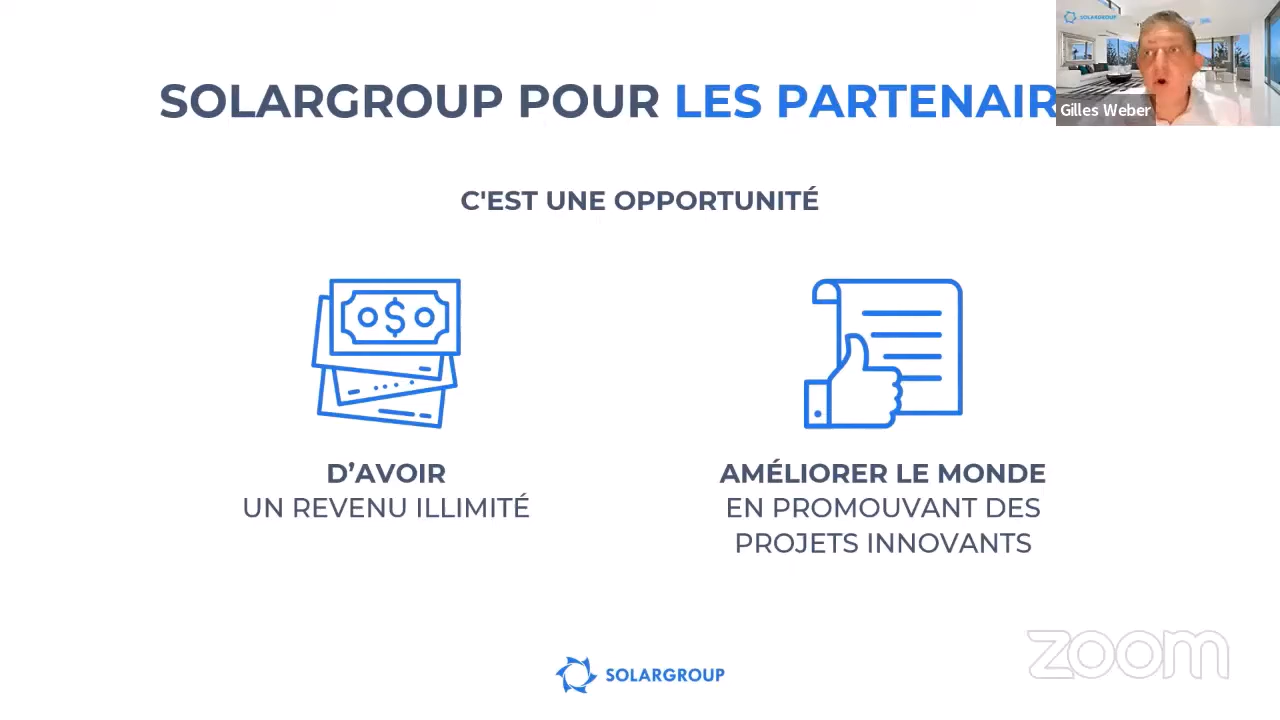 SOLARGROUP
SOLARGROUP POUR LES PARTENAIR
Gilles Weber
C'EST UNE OPPORTUNITÉ
$
D’AVOIR
UN REVENU ILLIMITÉ
AMÉLIORER LE MONDE
EN PROMOUVANT DES
PROJETS INNOVANTS
SOLARGROUP
zoom